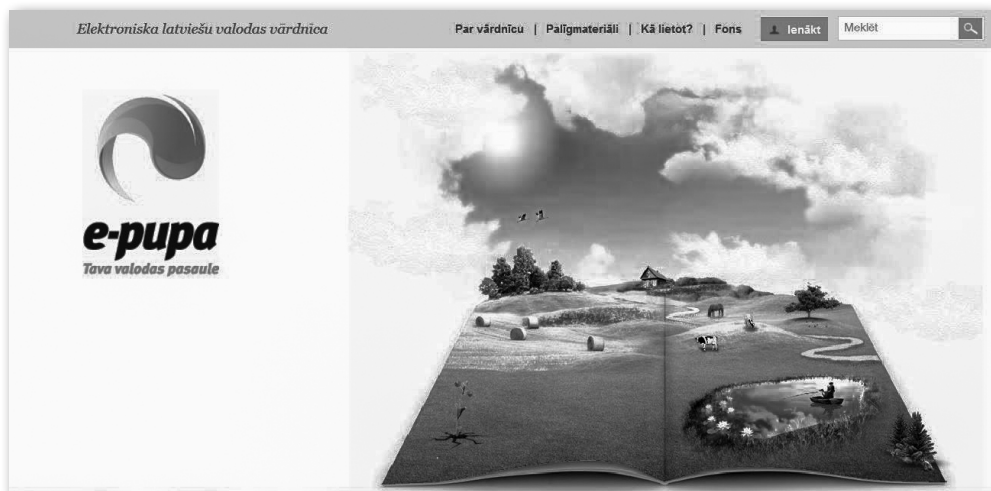 Elektroniska latviešu valodas vārdnīca
Par vārdnīcu | Palīgmateriāli | Kā lietot? | Fons
Ienākt
Meklēt
e-pupa
Tava valodas pasaule